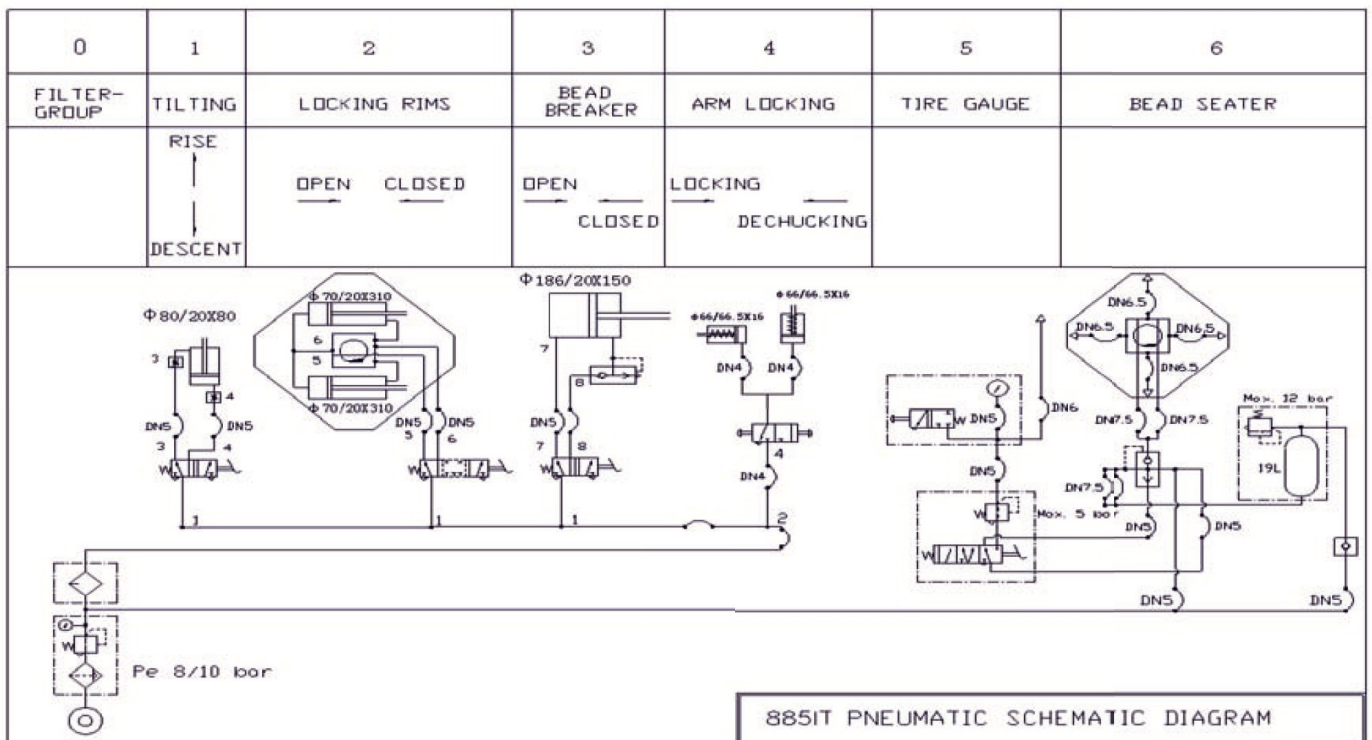 0 1 2 3 4 5 6
FILTER-GROUP TILTING LOCKING RIMS BEAD BREAKER ARM LOCKING TIRE GAUGE BEAD SEATER
RISE
DESCENT
OPEN CLOSED
OPEN
CLOSED
LOCKING
DECHUCKING
Φ80/20X80
3
4
DN5 DN5
3 4
W
Φ70/20X310
6
5
Φ70/20X310
DN5 DN5
5 6
W
Φ186/20X150
7
8
DN5 DN5
7 8
W
Φ66/66.5X16
Φ66/66.5X16
DN4 DN4
4
DN4
1 1 1 2
W
DN5
DN6
DN5
W
Max. 5 bar
W
DN6.5
DN6.5 DN6.5
DN6.5
DN7.5 DN7.5
DN7.5
DN5 DN5
Max. 12 bar
19L
DN5 DN5
W
Pe 8/10 bar
885IT PNEUMATIC SCHEMATIC DIAGRAM